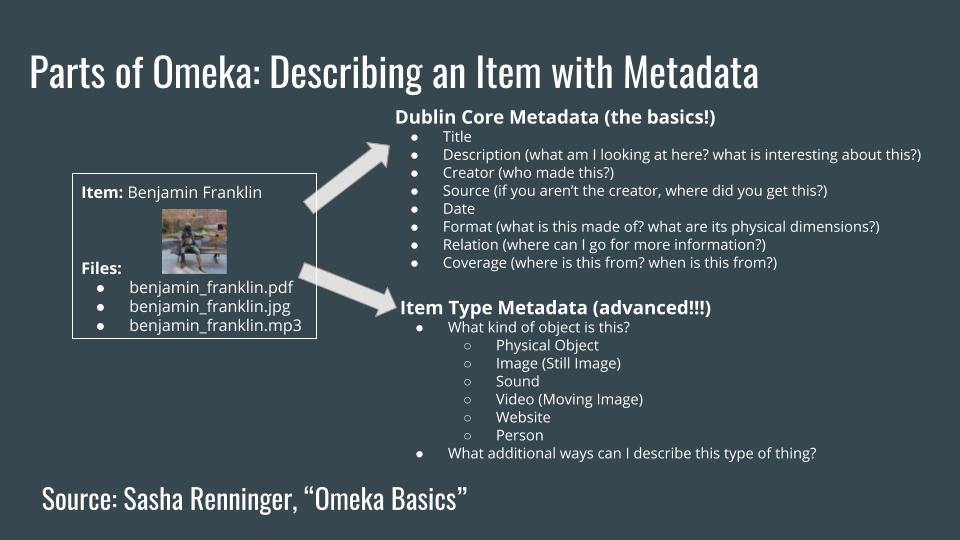 Parts of Omeka: Describing an Item with Metadata
Item: Benjamin Franklin
Files:
● benjamin_franklin.pdf
● benjamin_franklin.jpg
● benjamin_franklin.mp3
Dublin Core Metadata (the basics!)
● Title
● Description (what am I looking at here? what is interesting about this?)
● Creator (who made this?)
● Source (if you aren’t the creator, where did you get this?)
● Date
● Format (what is this made of? what are its physical dimensions?)
● Relation (where can I go for more information?)
● Coverage (where is this from? when is this from?)
Item Type Metadata (advanced!!!)
● What kind of object is this?
○ Physical Object
○ Image (Still Image)
○ Sound
○ Video (Moving Image)
○ Website
○ Person
● What additional ways can I describe this type of thing?
Source: Sasha Renninger, “Omeka Basics”